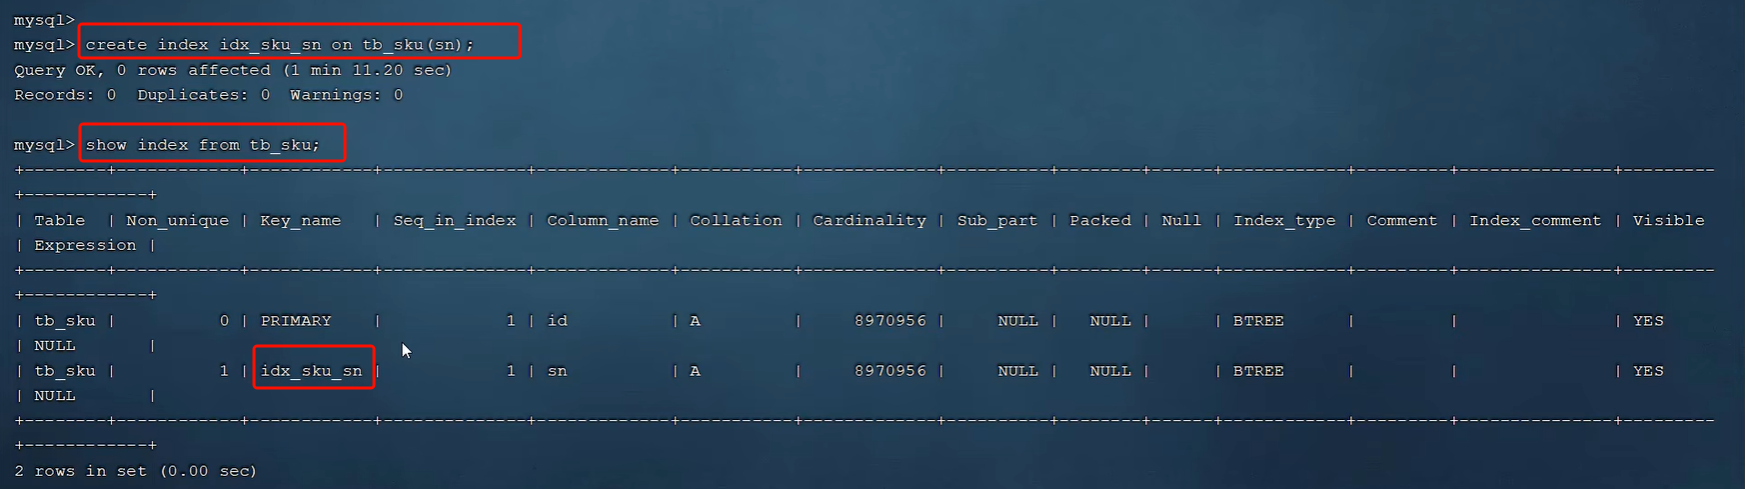 mysql>
mysql> create index idx_sku_sn on tb_sku(sn);
Query OK, 0 rows affected (1 min 11.20 sec)
Records: 0  Duplicates: 0  Warnings: 0
mysql> show index from tb_sku;
+--------+------------+------------+--------------+-------------+-----------+-------------+----------+--------+------+------------+---------+---------------+---------
+------------+
| Table  | Non_unique | Key_name   | Seq_in_index | Column_name | Collation | Cardinality | Sub_part | Packed | Null | Index_type | Comment | Index_comment | Visible
| Expression |
+--------+------------+------------+--------------+-------------+-----------+-------------+----------+--------+------+------------+---------+---------------+---------
+------------+
| tb_sku |          0 | PRIMARY    |            1 | id          | A         |     8970956 |     NULL |   NULL |      | BTREE      |         |               | YES
| NULL       |
| tb_sku |          1 | idx_sku_sn |            1 | sn          | A         |     8970956 |     NULL |   NULL |      | BTREE      |         |               | YES
| NULL       |
+--------+------------+------------+--------------+-------------+-----------+-------------+----------+--------+------+------------+---------+---------------+---------
+------------+
2 rows in set (0.00 sec)